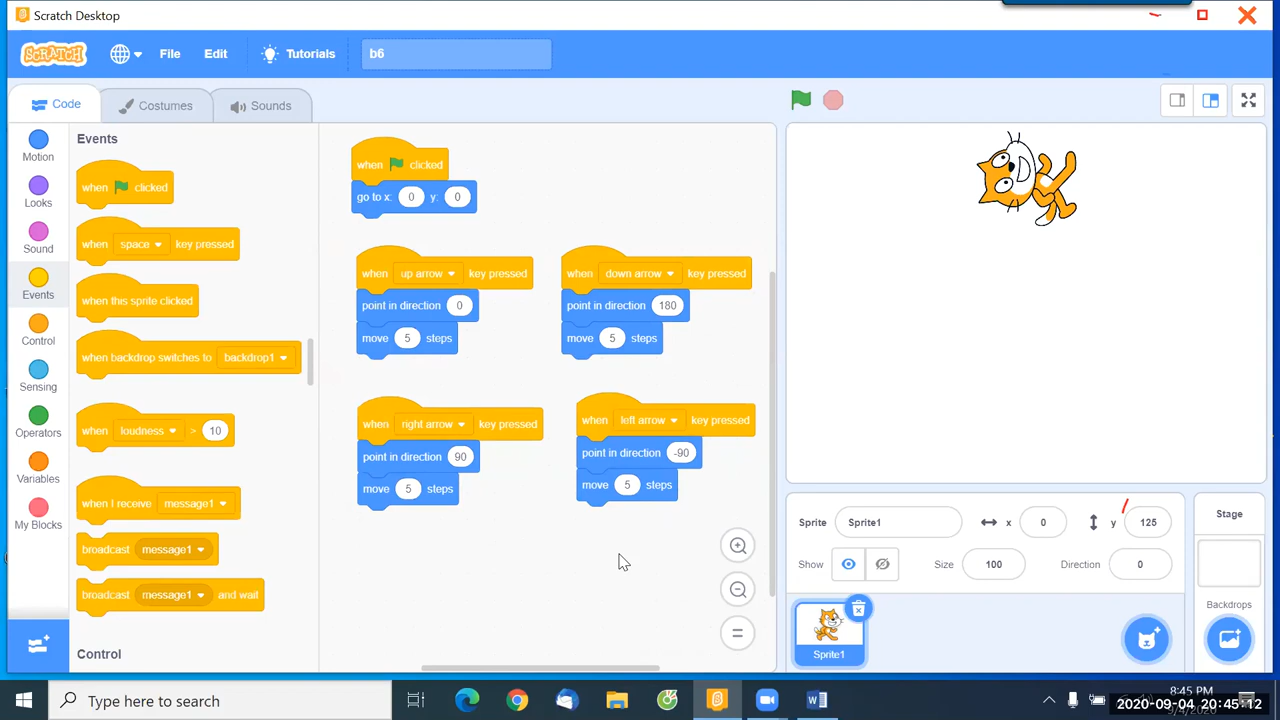 Scratch Desktop
SCRATCH
File
Edit
Tutorials
b6
Code
Costumes
Sounds
Motion
Looks
Sound
Events
Control
Sensing
Operators
Variables
My Blocks
Events
when clicked
when space key pressed
when this sprite clicked
when backdrop switches to backdrop1
when loudness > 10
when I receive message1
broadcast message1
broadcast message1 and wait
Control
when clicked
go to x: 0 y: 0
when up arrow key pressed
point in direction 0
move 5 steps
when down arrow key pressed
point in direction 180
move 5 steps
when right arrow key pressed
point in direction 90
move 5 steps
when left arrow key pressed
point in direction -90
move 5 steps
Sprite Sprite1 x 0 y 125
Show Size 100 Direction 0
Sprite1
Stage
Backdrops
Type here to search
8:45 PM
2020-09-04 20:45:12